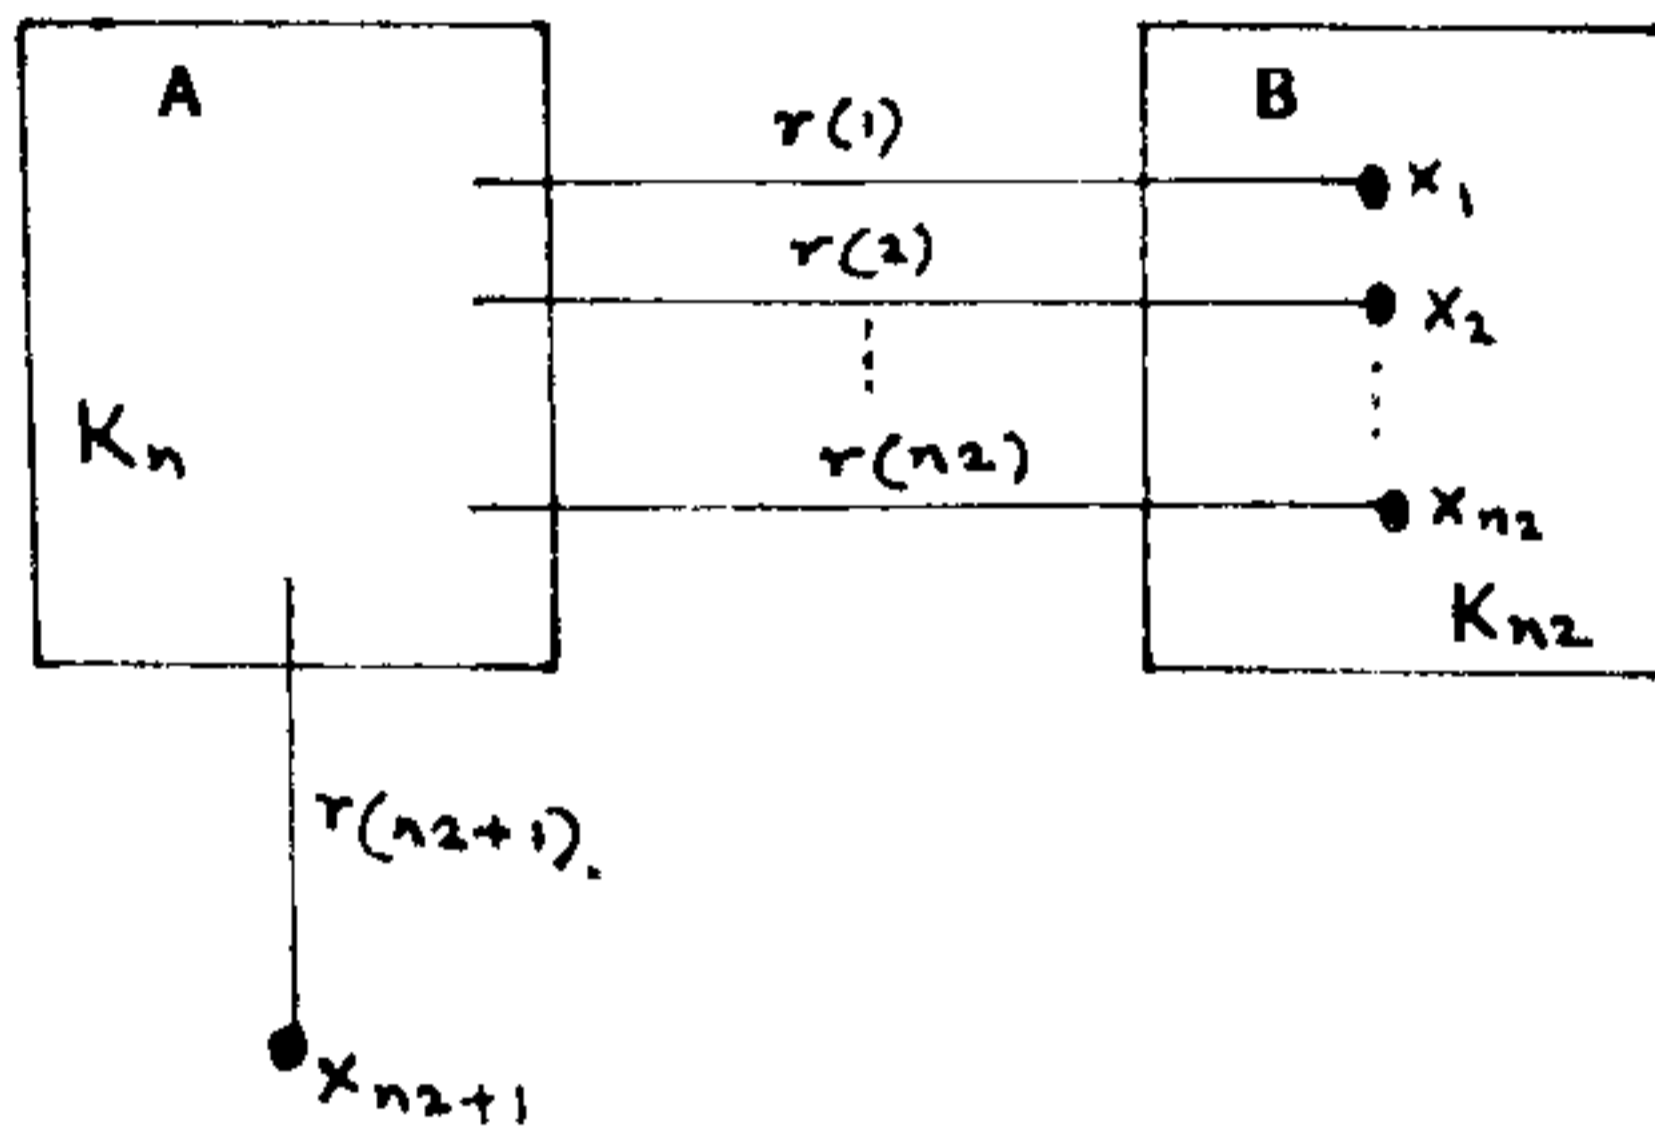 A
B
r(1)
x1
r(2)
x2
Kn
r(n2)
xn2
Kn2
r(n2+1).
xn2+1